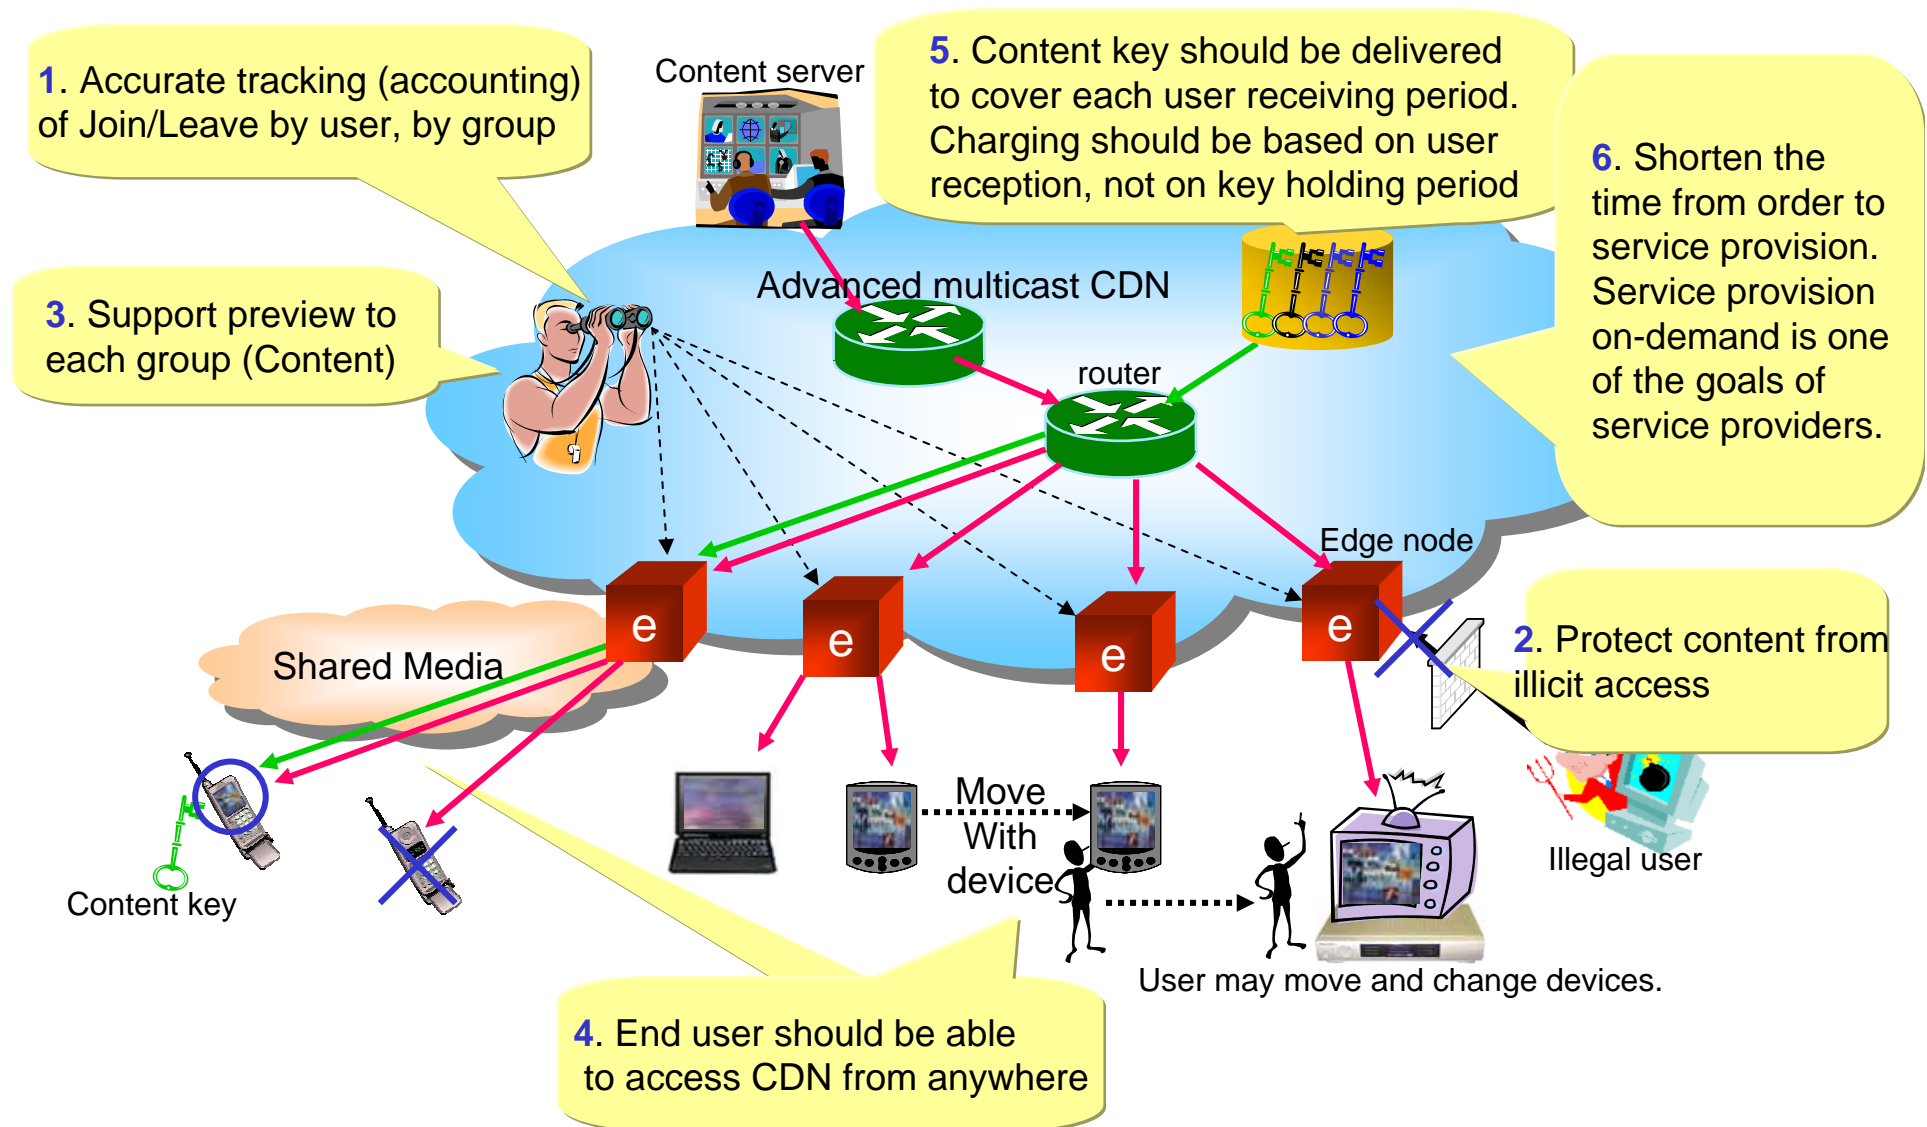 1. Accurate tracking (accounting)
of Join/Leave by user, by group
Content server
5. Content key should be delivered
to cover each user receiving period.
Charging should be based on user
reception, not on key holding period
6. Shorten the
time from order to
service provision.
Service provision
on-demand is one
of the goals of
service providers.
Advanced multicast CDN
3. Support preview to
each group (Content)
router
Edge node
e
e
e
e
2. Protect content from
illicit access
Shared Media
Move
With
device
Illegal user
Content key
User may move and change devices.
4. End user should be able
to access CDN from anywhere